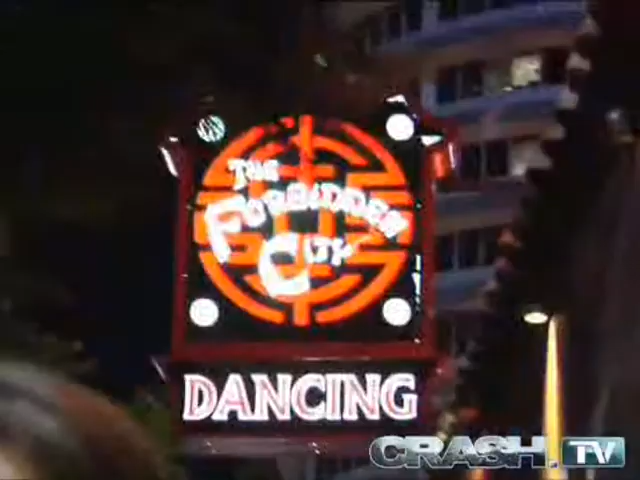 THE
FORBIDDEN
CITY
DANCING
CRASH.TV